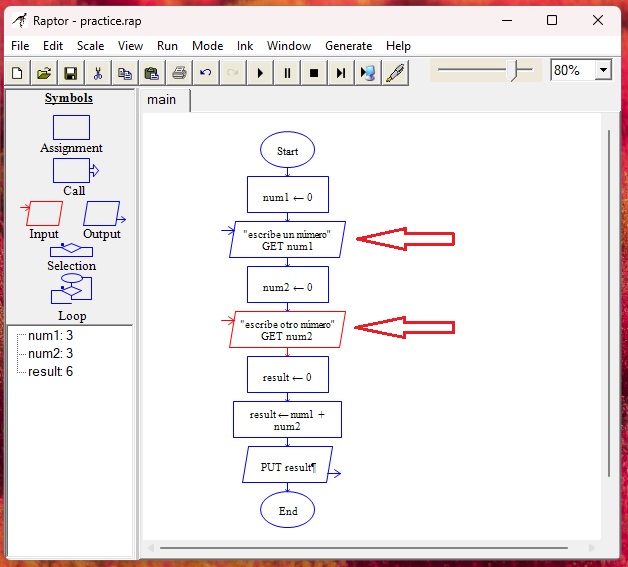 Raptor - practice.rap
File Edit Scale View Run Mode Ink Window Generate Help
80%
Symbols
Assignment
Call
Input Output
Selection
Loop
num1: 3
num2: 3
result: 6
main
Start
num1 ← 0
"escribe un número"
GET num1
num2 ← 0
"escribe otro número"
GET num2
result ← 0
result ← num1 +
num2
PUT result¶
End